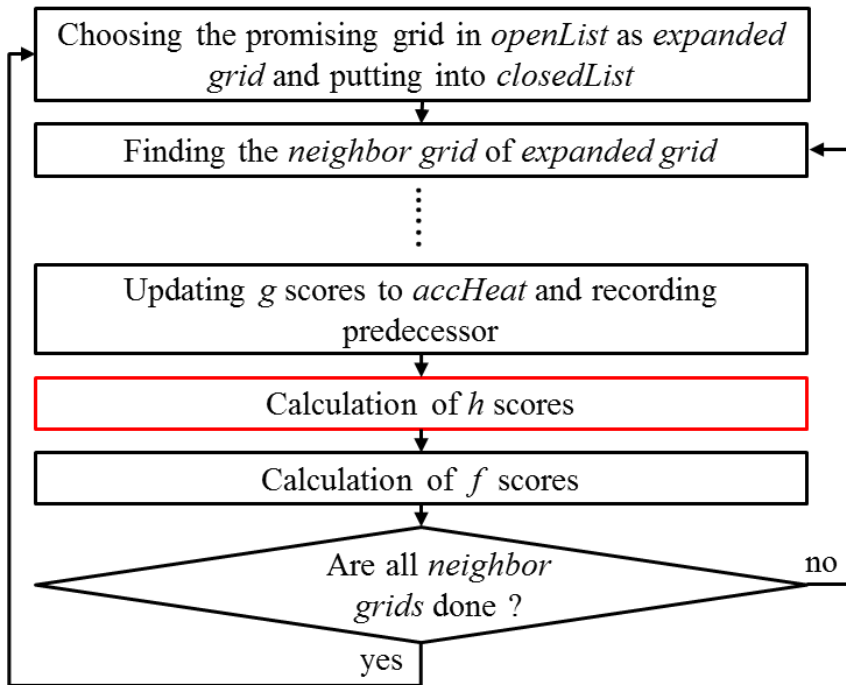 Choosing the promising grid in openList as expanded
grid and putting into closedList
Finding the neighbor grid of expanded grid
Updating g scores to accHeat and recording
predecessor
Calculation of h scores
Calculation of f scores
Are all neighbor
grids done ?
no
yes